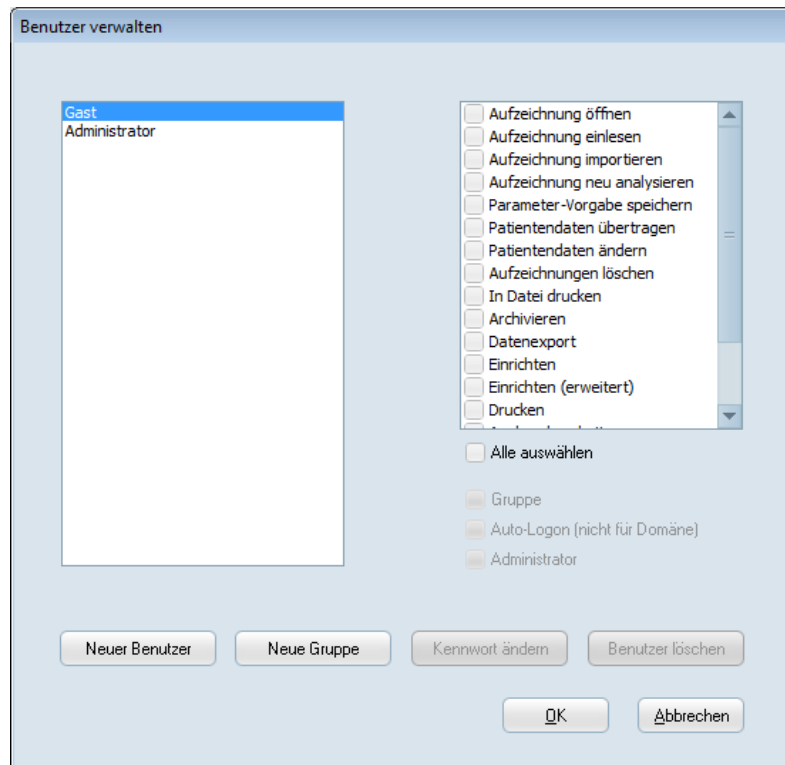 Benutzer verwalten
Gast
Administrator
Aufzeichnung öffnen
Aufzeichnung einlesen
Aufzeichnung importieren
Aufzeichnung neu analysieren
Parameter-Vorgabe speichern
Patientendaten übertragen
Patientendaten ändern
Aufzeichnungen löschen
In Datei drucken
Archivieren
Datenexport
Einrichten
Einrichten (erweitert)
Drucken
Alle auswählen
Gruppe
Auto-Logon (nicht für Domäne)
Administrator
Neuer Benutzer
Neue Gruppe
Kennwort ändern
Benutzer löschen
OK
Abbrechen